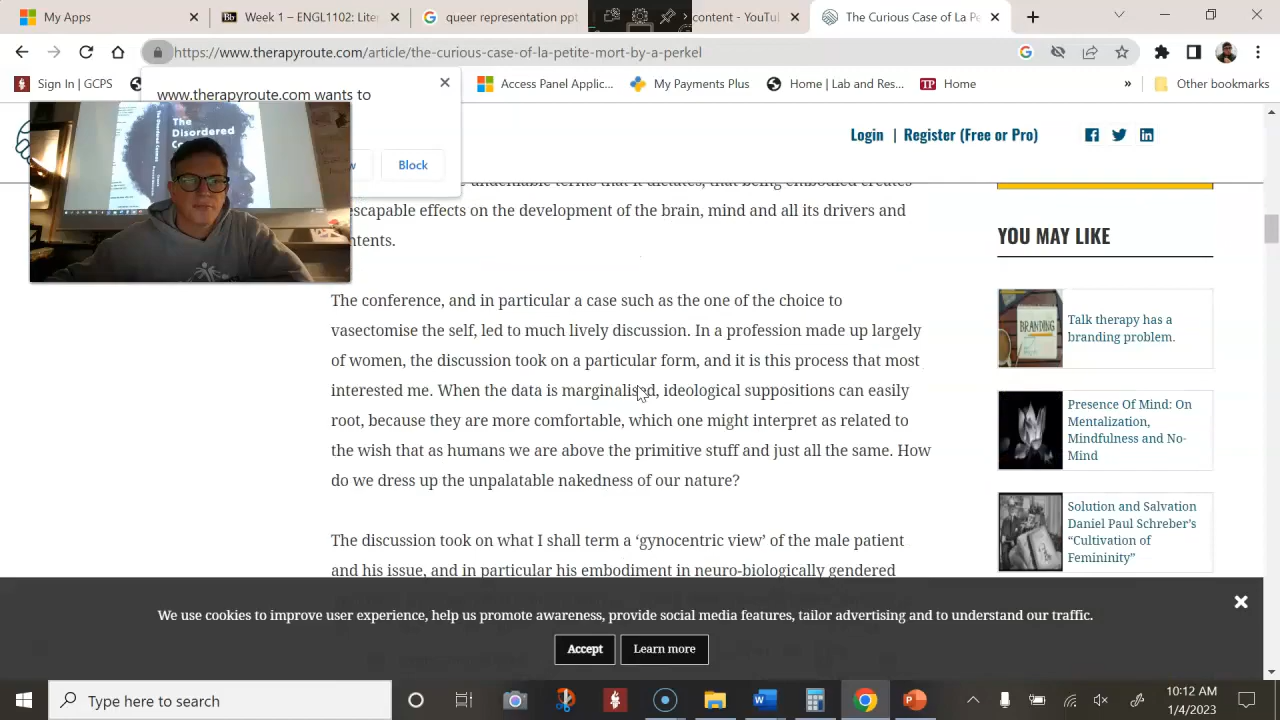 My Apps
Week 1 – ENGL1102: Liter
queer representation ppt
content - YouTu
The Curious Case of La Pe
https://www.therapyroute.com/article/the-curious-case-of-la-petite-mort-by-a-perkel
Sign In | GCPS
Access Panel Applic...
My Payments Plus
Home | Lab and Res...
Home
»
Other bookmarks
www.therapyroute.com wants to
Block
The
Disordered
Login | Register (Free or Pro)
terms that it dictates, that being embodied creates
escapable effects on the development of the brain, mind and all its drivers and
ntents.
The conference, and in particular a case such as the one of the choice to
vasectomise the self, led to much lively discussion. In a profession made up largely
of women, the discussion took on a particular form, and it is this process that most
interested me. When the data is marginalised, ideological suppositions can easily
root, because they are more comfortable, which one might interpret as related to
the wish that as humans we are above the primitive stuff and just all the same. How
do we dress up the unpalatable nakedness of our nature?
The discussion took on what I shall term a ‘gynocentric view’ of the male patient
and his issue, and in particular his embodiment in neuro-biologically gendered
YOU MAY LIKE
BRANDING
Talk therapy has a
branding problem.
Presence Of Mind: On
Mentalization,
Mindfulness and No-
Mind
Solution and Salvation
Daniel Paul Schreber’s
“Cultivation of
Femininity”
We use cookies to improve user experience, help us promote awareness, provide social media features, tailor advertising and to understand our traffic.
Accept
Learn more
Type here to search
10:12 AM
1/4/2023